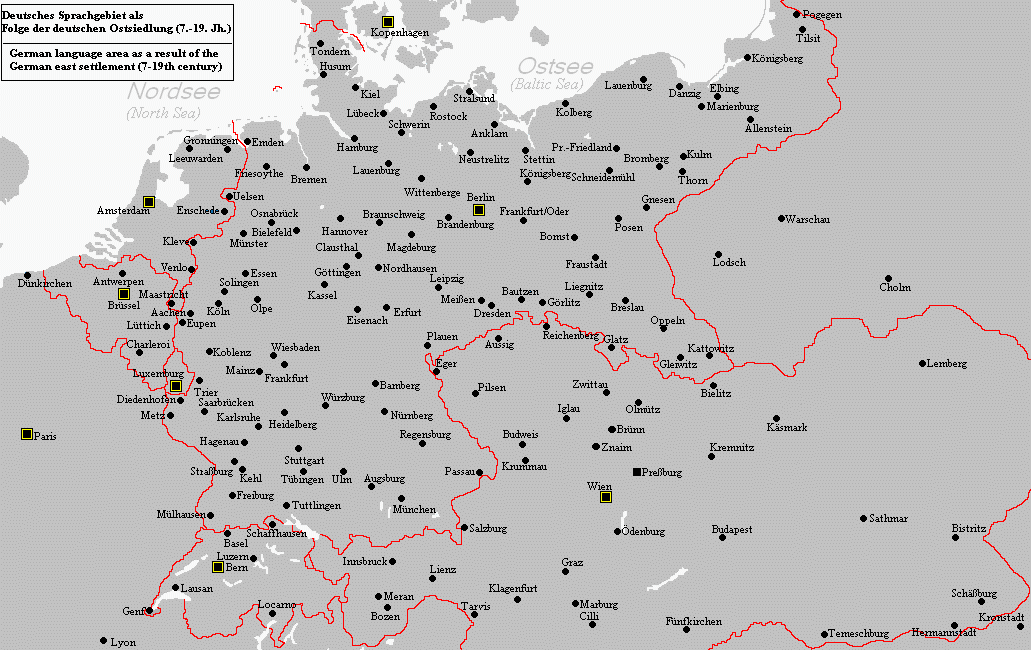 Deutsches Sprachgebiet als
Folge der deutschen Ostsiedlung (7.-19. Jh.)
German language area as a result of the
German east settlement (7-19th century)
Kopenhagen
Pogegen
Tilsit
Tondern
Husum
Königsberg
Nordsee
(North Sea)
Ostsee
(Baltic Sea)
Kiel
Stralsund
Lauenburg
Danzig
Elbing
Marienburg
Lübeck
Schwerin
Rostock
Kolberg
Anklam
Allenstein
Gronningen
Emden
Leeuwarden
Hamburg
Neustrelitz
Stettin
Pr.-Friedland
Bromberg
Kulm
Friesoythe
Bremen
Lauenburg
Königsberg
Schneidemühl
Thorn
Wittenberge
Berlin
Uelsen
Gnesen
Amsterdam
Enschede
Osnabrück
Braunschweig
Brandenburg
Frankfurt/Oder
Posen
Warschau
Kleve
Münster
Bielefeld
Hannover
Magdeburg
Bomst
Clausthal
Dünkirchen
Antwerpen
Venlo
Essen
Göttingen
Nordhausen
Leipzig
Fraustadt
Lodsch
Cholm
Brüssel
Maastricht
Solingen
Kassel
Meißen
Bautzen
Liegnitz
Aachen
Köln
Olpe
Eisenach
Erfurt
Dresden
Görlitz
Breslau
Lüttich
Eupen
Oppeln
Charleroi
Koblenz
Wiesbaden
Plauen
Aussig
Reichenberg
Glatz
Kattowitz
Luxemburg
Mainz
Frankfurt
Eger
Gleiwitz
Lemberg
Diedenhofen
Trier
Bamberg
Pilsen
Zwittau
Bielitz
Saarbrücken
Würzburg
Metz
Karlsruhe
Heidelberg
Nürnberg
Iglau
Olmütz
Käsmark
Paris
Hagenau
Regensburg
Budweis
Brünn
Znaim
Kremnitz
Straßburg
Kehl
Stuttgart
Tübingen
Ulm
Augsburg
Passau
Krummau
Preßburg
Wien
Freiburg
Tuttlingen
München
Mülhausen
Schaffhausen
Salzburg
Ödenburg
Budapest
Sathmar
Bistritz
Basel
Luzern
Bern
Innsbruck
Lienz
Graz
Lausan
Klagenfurt
Schäßburg
Genf
Locarno
Meran
Bozen
Tarvis
Marburg
Cilli
Fünfkirchen
Temeschburg
Hermannstadt
Kronstadt
Lyon